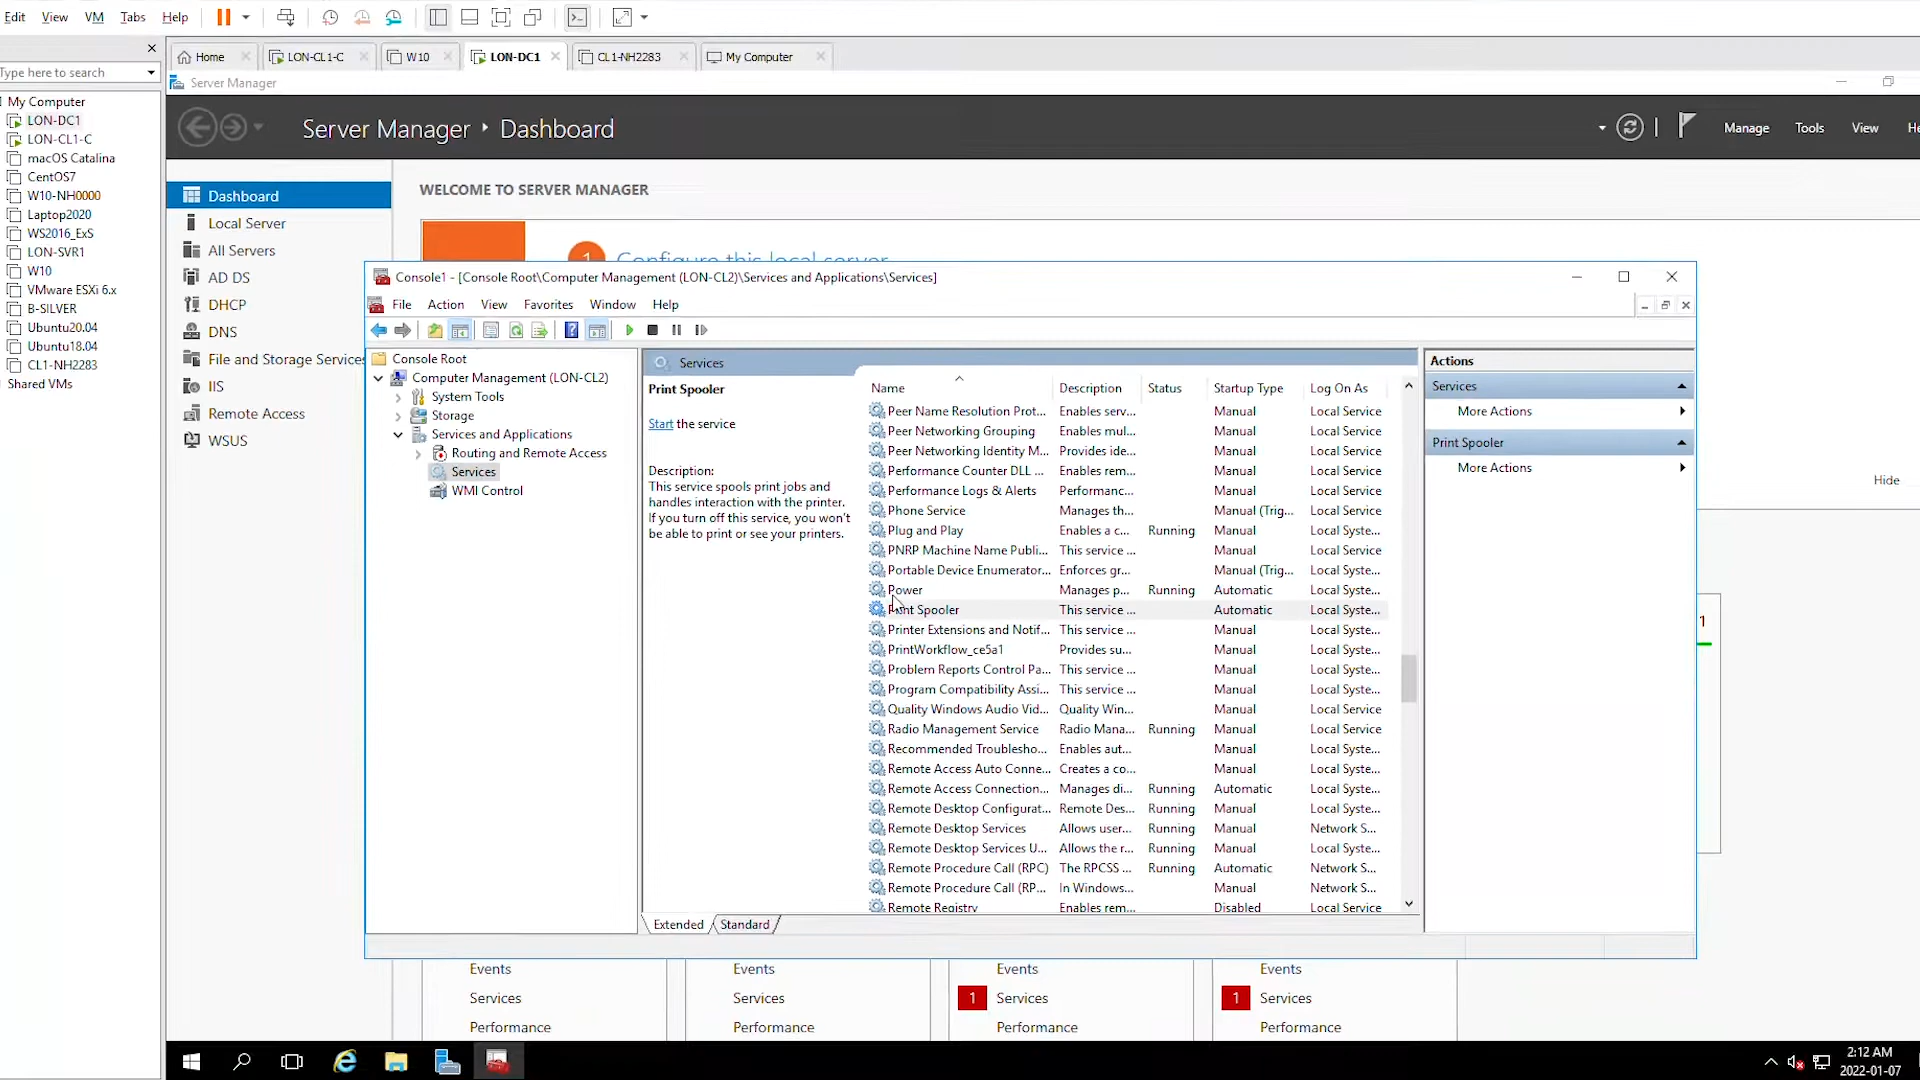 Edit View VM Tabs Help
Home LON-CL1-C W10 LON-DC1 CL1-NH2283 My Computer
Type here to search
Server Manager
My Computer
LON-DC1
LON-CL1-C
macOS Catalina
CentOS7
W10-NH0000
Laptop2020
WS2016_ExS
LON-SVR1
W10
VMware ESXi 6.x
B-SILVER
Ubuntu20.04
Ubuntu18.04
CL1-NH2283
Shared VMs
Server Manager Dashboard
Manage Tools View
Dashboard
Local Server
All Servers
AD DS
DHCP
DNS
File and Storage Services
IIS
Remote Access
WSUS
WELCOME TO SERVER MANAGER
1 Configure this local server
Hide
Console1 - [Console Root\Computer Management (LON-CL2)\Services and Applications\Services]
File Action View Favorites Window Help
Console Root
Computer Management (LON-CL2)
System Tools
Storage
Services and Applications
Routing and Remote Access
Services
WMI Control
Services
Print Spooler
Start the service
Description:
This service spools print jobs and
handles interaction with the printer.
If you turn off this service, you won't
be able to print or see your printers.
Name Description Status Startup Type Log On As
Peer Name Resolution Prot... Enables serv... Manual Local Service
Peer Networking Grouping Enables mul... Manual Local Service
Peer Networking Identity M... Provides ide... Manual Local Service
Performance Counter DLL ... Enables rem... Manual Local Service
Performance Logs & Alerts Performanc... Manual Local Service
Phone Service Manages th... Manual (Trig... Local Service
Plug and Play Enables a c... Running Manual Local Syste...
PNRP Machine Name Publi... This service ... Manual Local Service
Portable Device Enumerator... Enforces gr... Manual (Trig... Local Syste...
Power Manages p... Running Automatic Local Syste...
Print Spooler This service ... Automatic Local Syste...
Printer Extensions and Notif... This service ... Manual Local Syste...
PrintWorkflow_ce5a1 Provides su... Manual Local Syste...
Problem Reports Control Pa... This service ... Manual Local Syste...
Program Compatibility Assi... This service ... Manual Local Syste...
Quality Windows Audio Vid... Quality Win... Manual Local Service
Radio Management Service Radio Mana... Running Manual Local Service
Recommended Troublesho... Enables aut... Manual Local Syste...
Remote Access Auto Conne... Creates a co... Manual Local Syste...
Remote Access Connection... Manages di... Running Automatic Local Syste...
Remote Desktop Configurat... Remote Des... Running Manual Local Syste...
Remote Desktop Services Allows user... Running Manual Network S...
Remote Desktop Services U... Allows the r... Running Manual Local Syste...
Remote Procedure Call (RPC) The RPCSS ... Running Automatic Network S...
Remote Procedure Call (RP... In Windows... Manual Network S...
Remote Registry Enables rem... Disabled Local Service
Extended Standard
Actions
Services
More Actions
Print Spooler
More Actions
1
Events Events Events Events
Services Services 1 Services 1 Services
Performance Performance Performance Performance
2:12 AM
2022-01-07